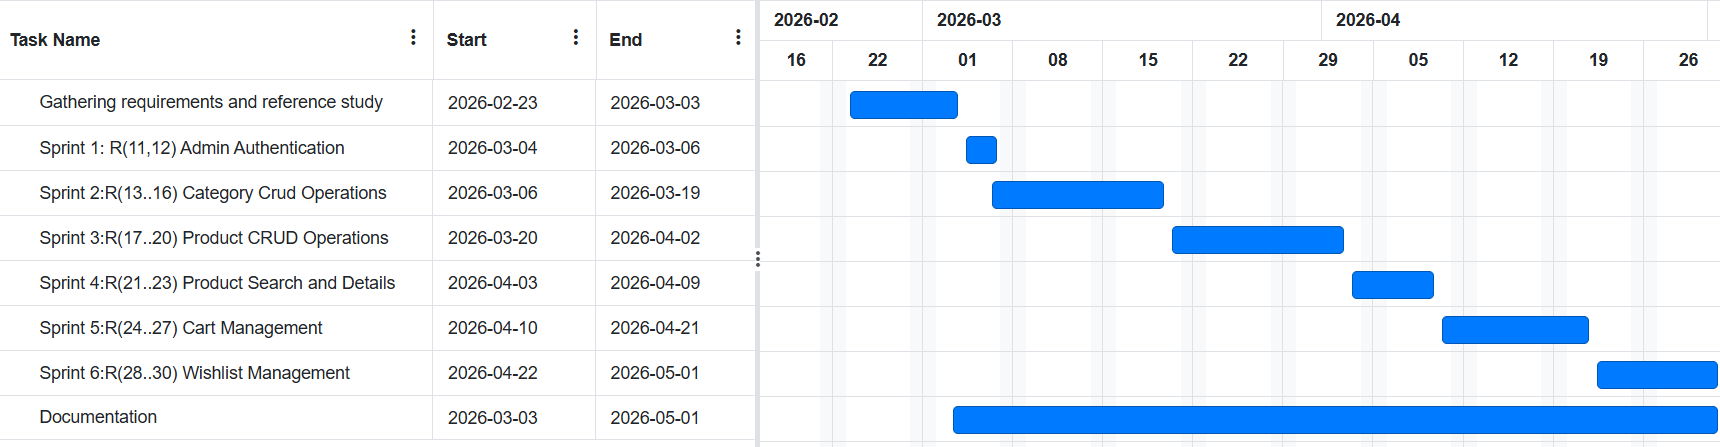 Task Name Start End 2026-02 2026-03 2026-04
16 22 01 08 15 22 29 05 12 19 26
Gathering requirements and reference study 2026-02-23 2026-03-03
Sprint 1: R(11,12) Admin Authentication 2026-03-04 2026-03-06
Sprint 2:R(13..16) Category Crud Operations 2026-03-06 2026-03-19
Sprint 3:R(17..20) Product CRUD Operations 2026-03-20 2026-04-02
Sprint 4:R(21..23) Product Search and Details 2026-04-03 2026-04-09
Sprint 5:R(24..27) Cart Management 2026-04-10 2026-04-21
Sprint 6:R(28..30) Wishlist Management 2026-04-22 2026-05-01
Documentation 2026-03-03 2026-05-01